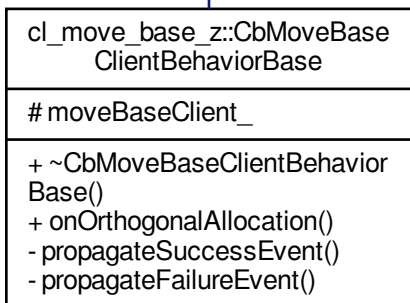 cl_move_base_z::CbMoveBase
ClientBehaviorBase
# moveBaseClient_
+ ~CbMoveBaseClientBehavior
Base()
+ onOrthogonalAllocation()
- propagateSuccessEvent()
- propagateFailureEvent()